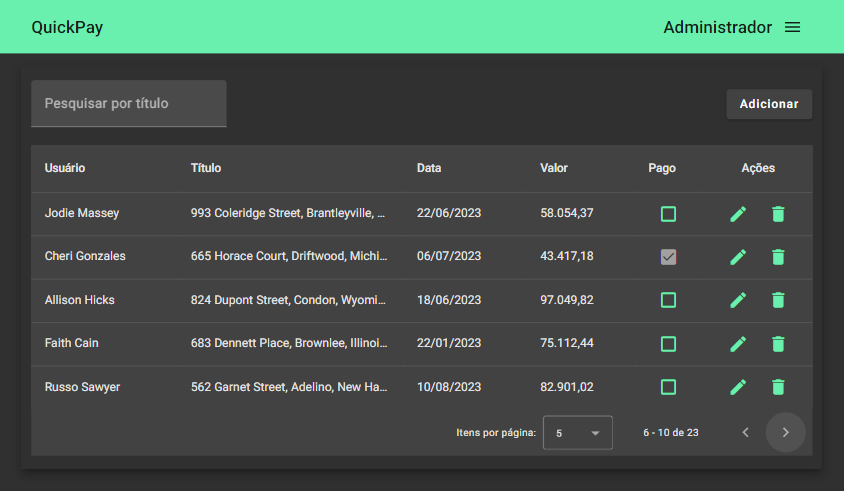 QuickPay Administrador
Pesquisar por título
Adicionar
Usuário Título Data Valor Pago Ações
Jodie Massey 993 Coleridge Street, Brantleyville, ... 22/06/2023 58.054,37
Cheri Gonzales 665 Horace Court, Driftwood, Michi... 06/07/2023 43.417,18
Allison Hicks 824 Dupont Street, Condon, Wyomi... 18/06/2023 97.049,82
Faith Cain 683 Dennett Place, Brownlee, Illinoi... 22/01/2023 75.112,44
Russo Sawyer 562 Garnet Street, Adelino, New Ha... 10/08/2023 82.901,02
Itens por página: 5 6 - 10 de 23